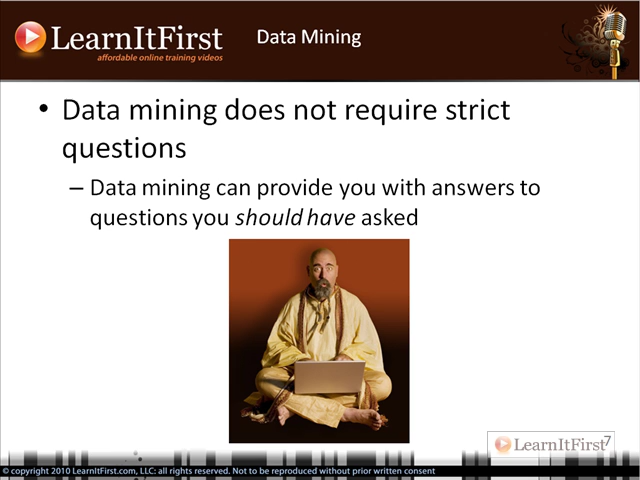 LearnItFirst
affordable online training videos
Data Mining
• Data mining does not require strict
questions
– Data mining can provide you with answers to
questions you should have asked
LearnItFirst 7
© copyright 2010 LearnItFirst.com, LLC: all rights reserved. Not to be reproduced without prior written consent